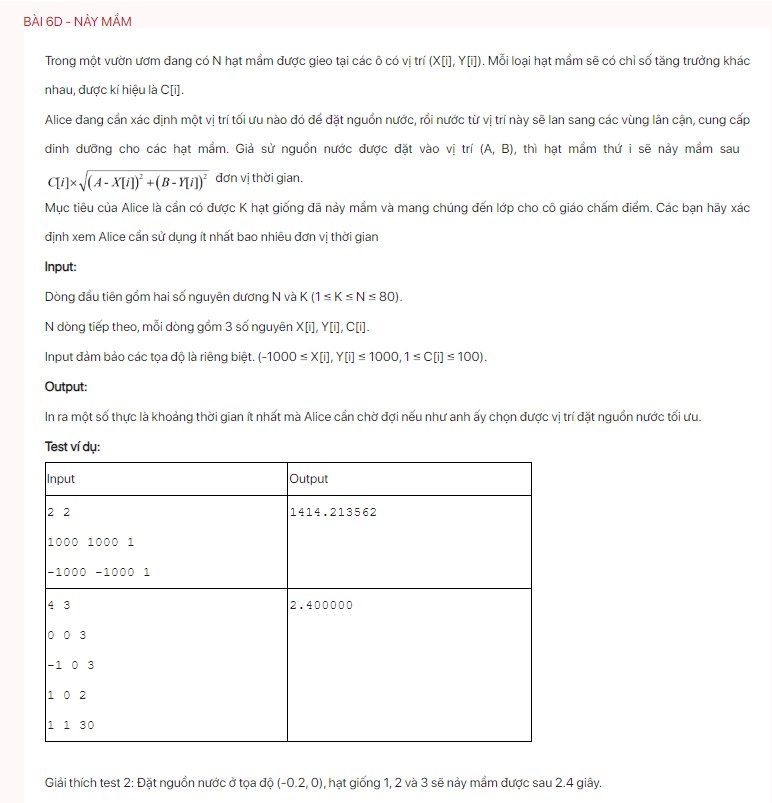 BÀI 6D - NẢY MẦM
Trong một vườn ươm đang có N hạt mầm được gieo tại các ô có vị trí (X[i], Y[i]). Mỗi loại hạt mầm sẽ có chỉ số tăng trưởng khác
nhau, được kí hiệu là C[i].
Alice đang cần xác định một vị trí tối ưu nào đó để đặt nguồn nước, rồi nước từ vị trí này sẽ lan sang các vùng lân cận, cung cấp
dinh dưỡng cho các hạt mầm. Giả sử nguồn nước được đặt vào vị trí (A, B), thì hạt mầm thứ i sẽ nảy mầm sau
C[i]×√((A - X[i])² + (B - Y[i])²) đơn vị thời gian.
Mục tiêu của Alice là cần có được K hạt giống đã nảy mầm và mang chúng đến lớp cho cô giáo chấm điểm. Các bạn hãy xác
định xem Alice cần sử dụng ít nhất bao nhiêu đơn vị thời gian
Input:
Dòng đầu tiên gồm hai số nguyên dương N và K (1 ≤ K ≤ N ≤ 80).
N dòng tiếp theo, mỗi dòng gồm 3 số nguyên X[i], Y[i], C[i].
Input đảm bảo các tọa độ là riêng biệt. (-1000 ≤ X[i], Y[i] ≤ 1000, 1 ≤ C[i] ≤ 100).
Output:
In ra một số thực là khoảng thời gian ít nhất mà Alice cần chờ đợi nếu như anh ấy chọn được vị trí đặt nguồn nước tối ưu.
Test ví dụ:
Input Output
2 2 1414.213562
1000 1000 1
-1000 -1000 1
4 3 2.400000
0 0 3
-1 0 3
1 0 2
1 1 30
Giải thích test 2: Đặt nguồn nước ở tọa độ (-0.2, 0), hạt giống 1, 2 và 3 sẽ nảy mầm được sau 2.4 giây.